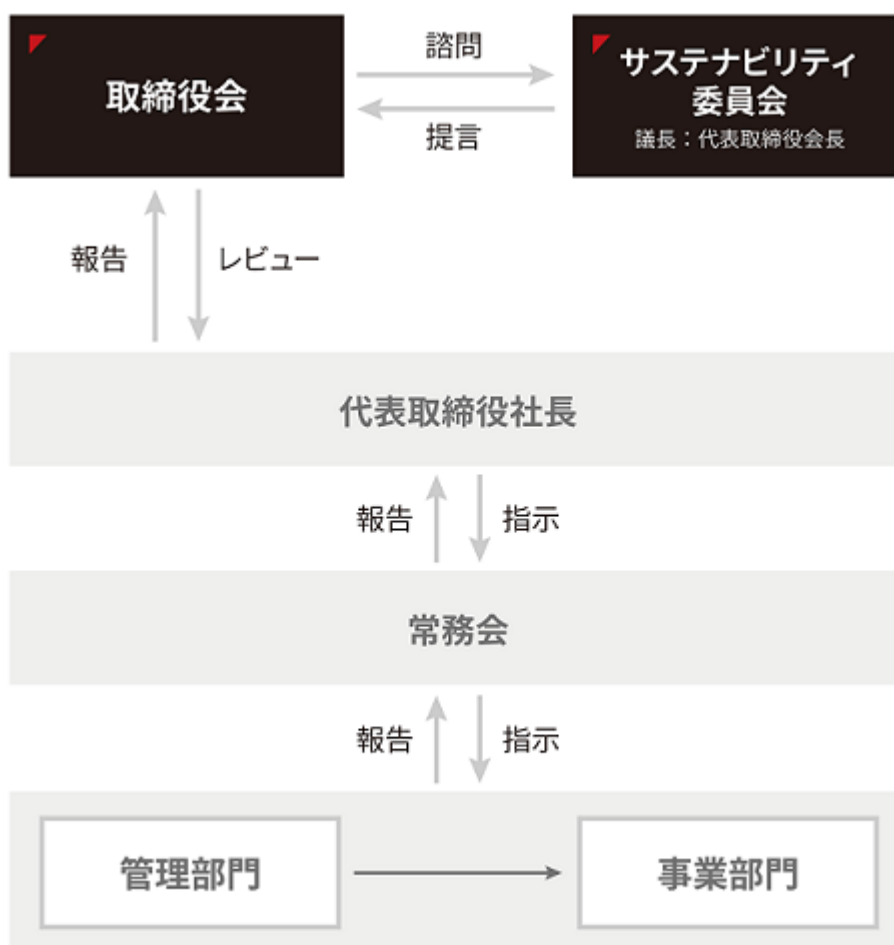 取締役会
諮問
提言
サステナビリティ
委員会
議長：代表取締役会長
報告
レビュー
代表取締役社長
報告
指示
常務会
報告
指示
管理部門
事業部門